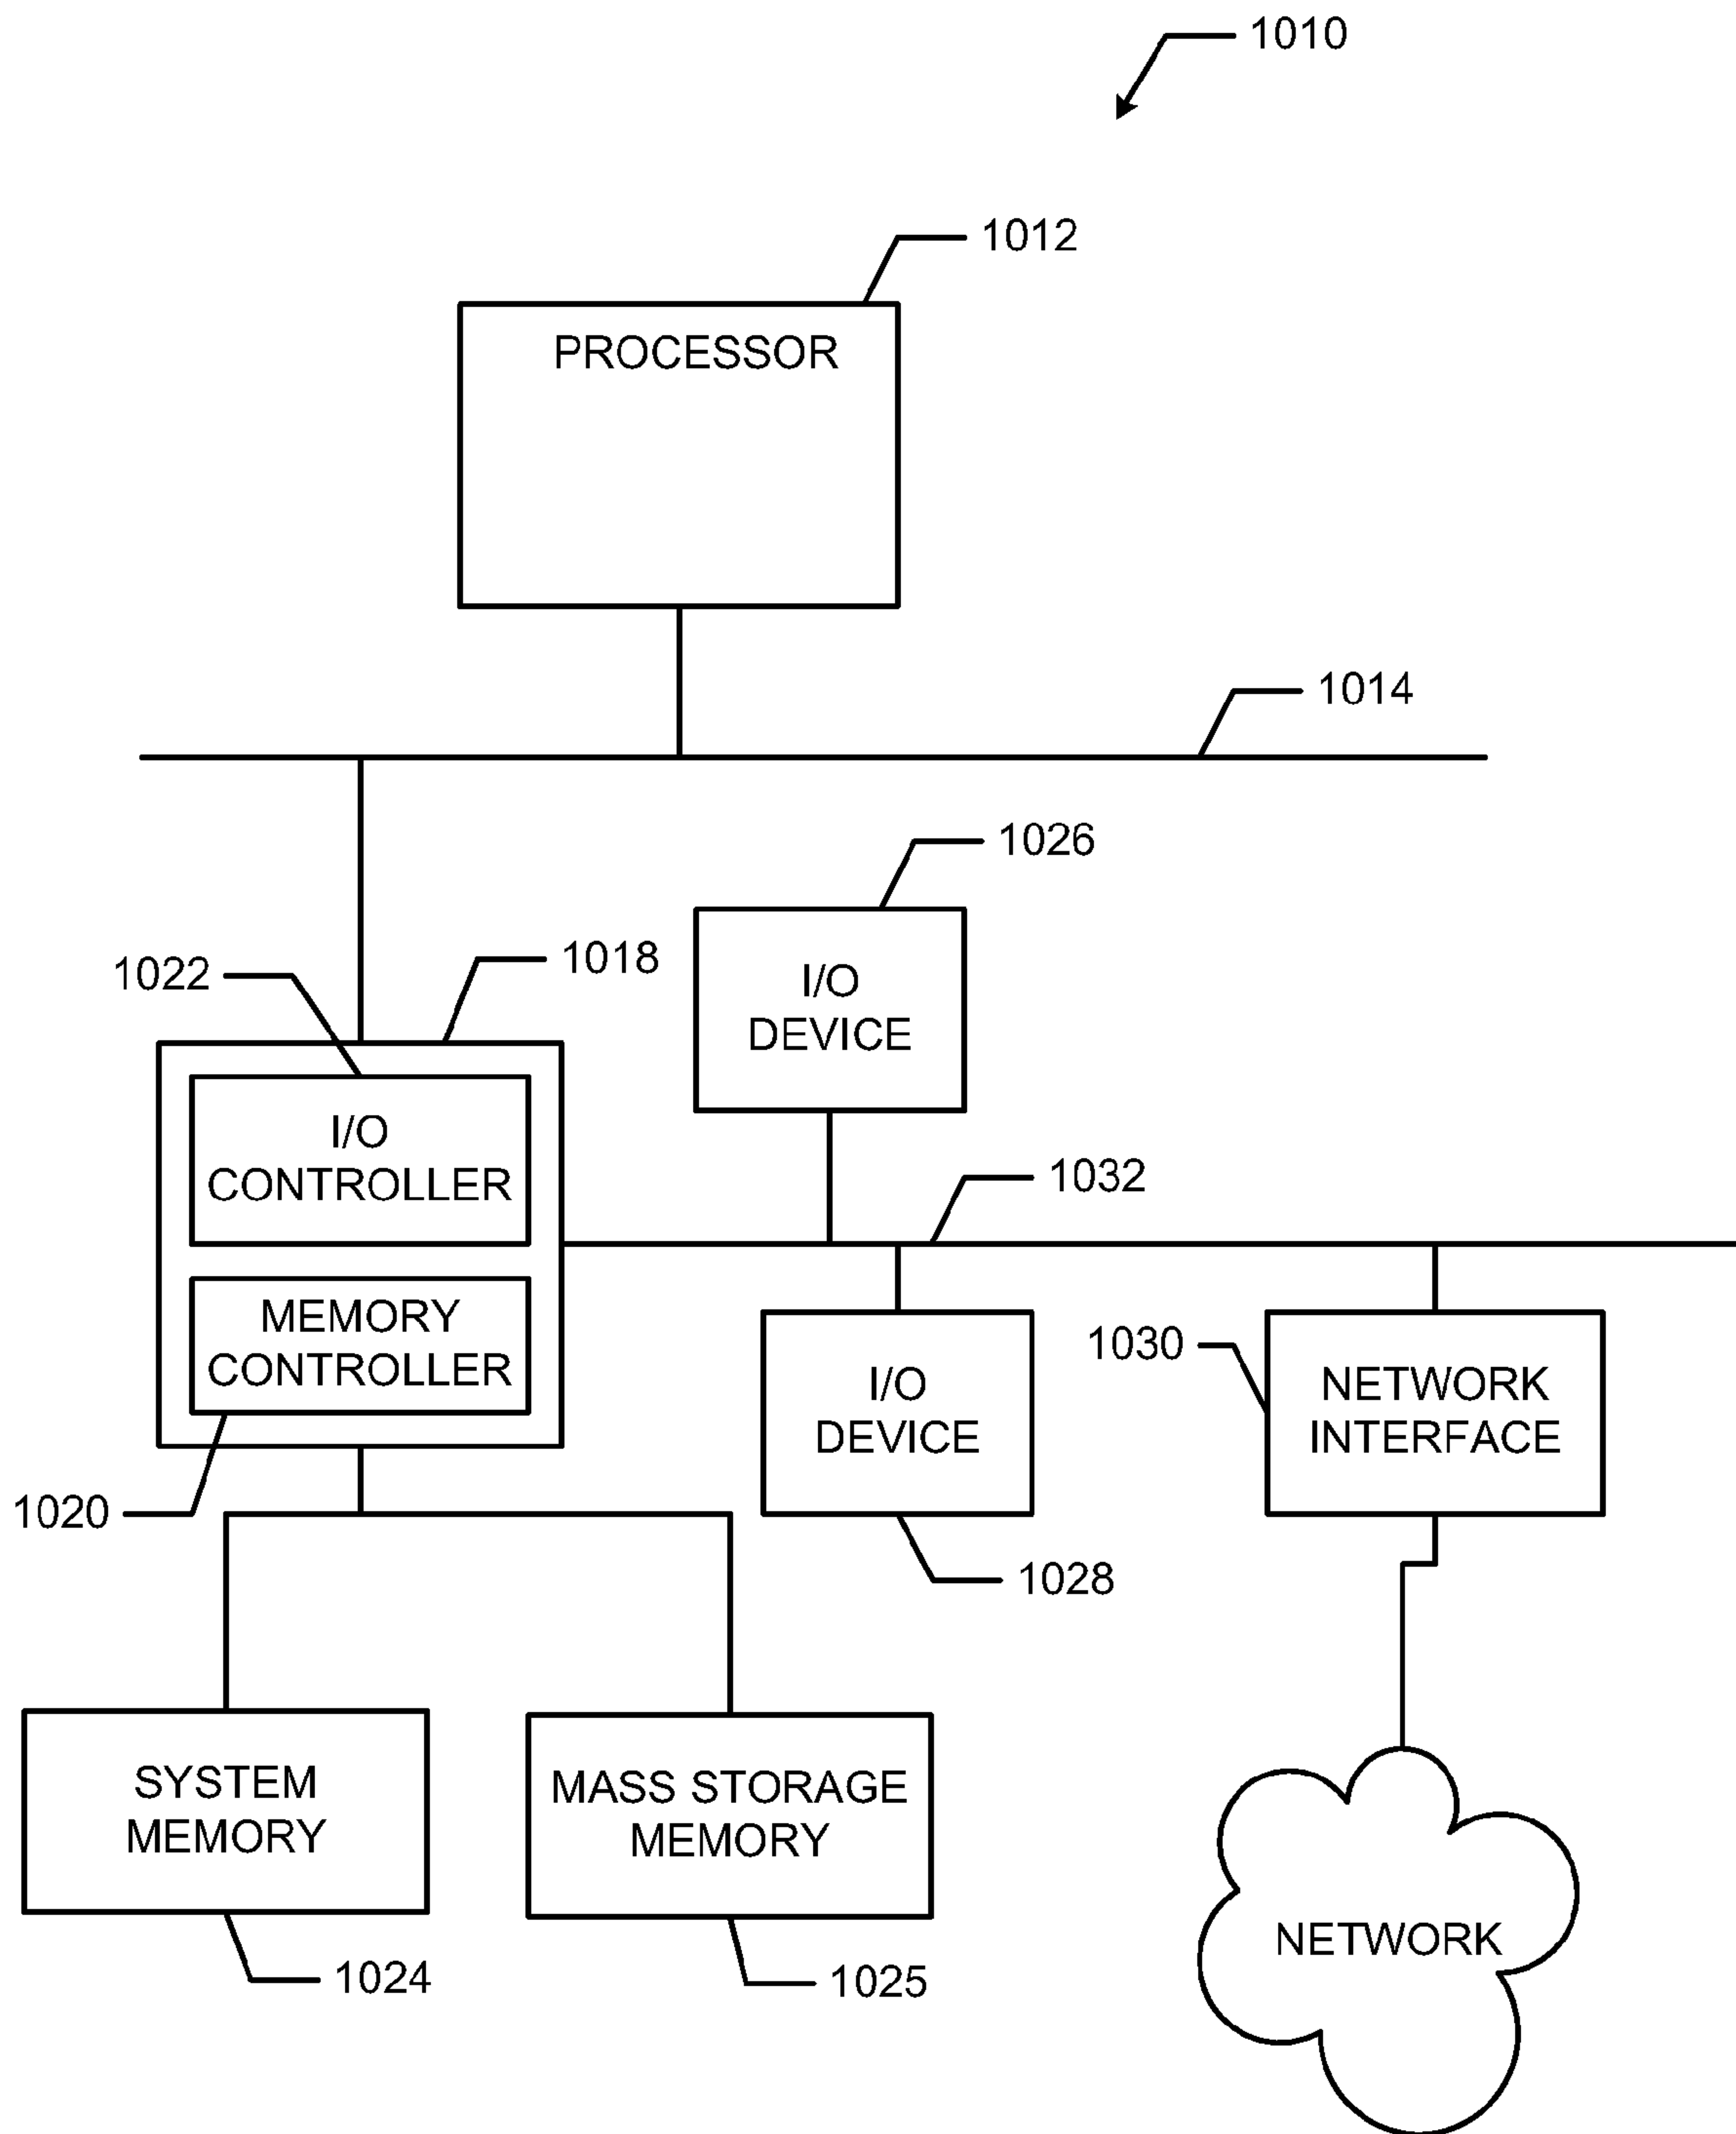 1010
1012
PROCESSOR
1014
1026
1022
1018
I/O
DEVICE
I/O
CONTROLLER
1032
MEMORY
CONTROLLER
1030
I/O
DEVICE
NETWORK
INTERFACE
1020
1028
SYSTEM
MEMORY
MASS STORAGE
MEMORY
NETWORK
1024
1025